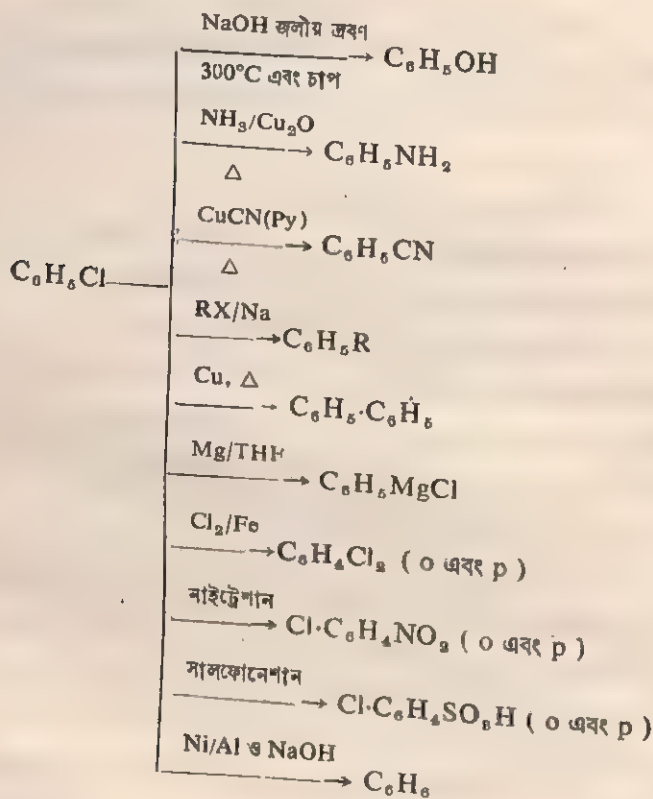 NaOH জলীয় দ্রবণ
→ C₆H₅OH
300°C এবং চাপ
NH₃/Cu₂O
→ C₆H₅NH₂
△
CuCN(Py)
→ C₆H₅CN
△
C₆H₅Cl
RX/Na
→C₆H₅R
Cu, △
→ C₆H₅·C₆H₅
Mg/THF
→ C₆H₅MgCl
Cl₂/Fe
→C₆H₄Cl₂ ( o এবং p )
নাইট্রেশান
→ Cl·C₆H₄NO₂ ( o এবং p )
সালফোনেশান
→ Cl·C₆H₄SO₃H ( o এবং p )
Ni/Al ও NaOH
→ C₆H₆